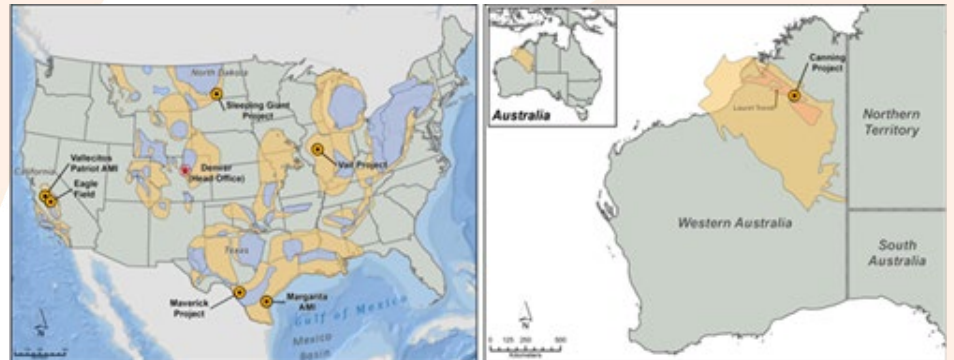 North Dakota
Sleeping Giant
Project
Vallecitos
Patriot AMI
California
Eagle
Field
Denver
(Head Office)
Vail Project
Texas
Maverick
Project
Margarita
AMI
Gulf of Mexico
Mexico
Basin
N
Australia
Canning
Project
Laurel Trend
Northern
Territory
Western Australia
South
Australia
N
0 125 250 500
Kilometers